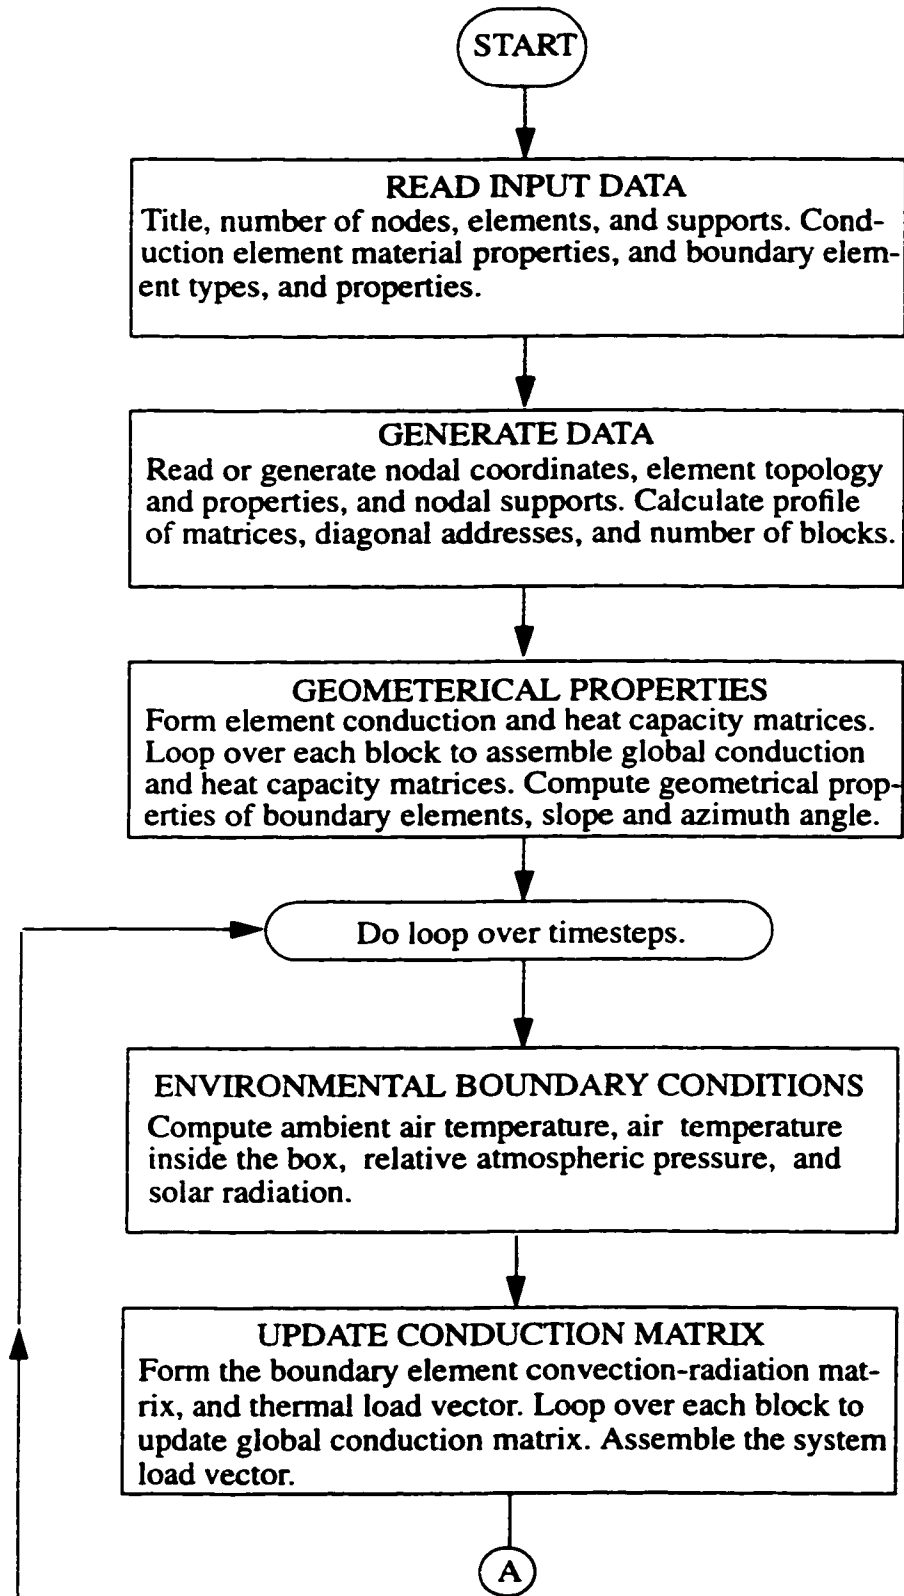 START
READ INPUT DATA
Title, number of nodes, elements, and supports. Cond-
uction element material properties, and boundary elem-
ent types, and properties.
GENERATE DATA
Read or generate nodal coordinates, element topology
and properties, and nodal supports. Calculate profile
of matrices, diagonal addresses, and number of blocks.
GEOMETERICAL PROPERTIES
Form element conduction and heat capacity matrices.
Loop over each block to assemble global conduction
and heat capacity matrices. Compute geometrical prop-
erties of boundary elements, slope and azimuth angle.
Do loop over timesteps.
ENVIRONMENTAL BOUNDARY CONDITIONS
Compute ambient air temperature, air temperature
inside the box, relative atmospheric pressure, and
solar radiation.
UPDATE CONDUCTION MATRIX
Form the boundary element convection-radiation mat-
rix, and thermal load vector. Loop over each block to
update global conduction matrix. Assemble the system
load vector.
A